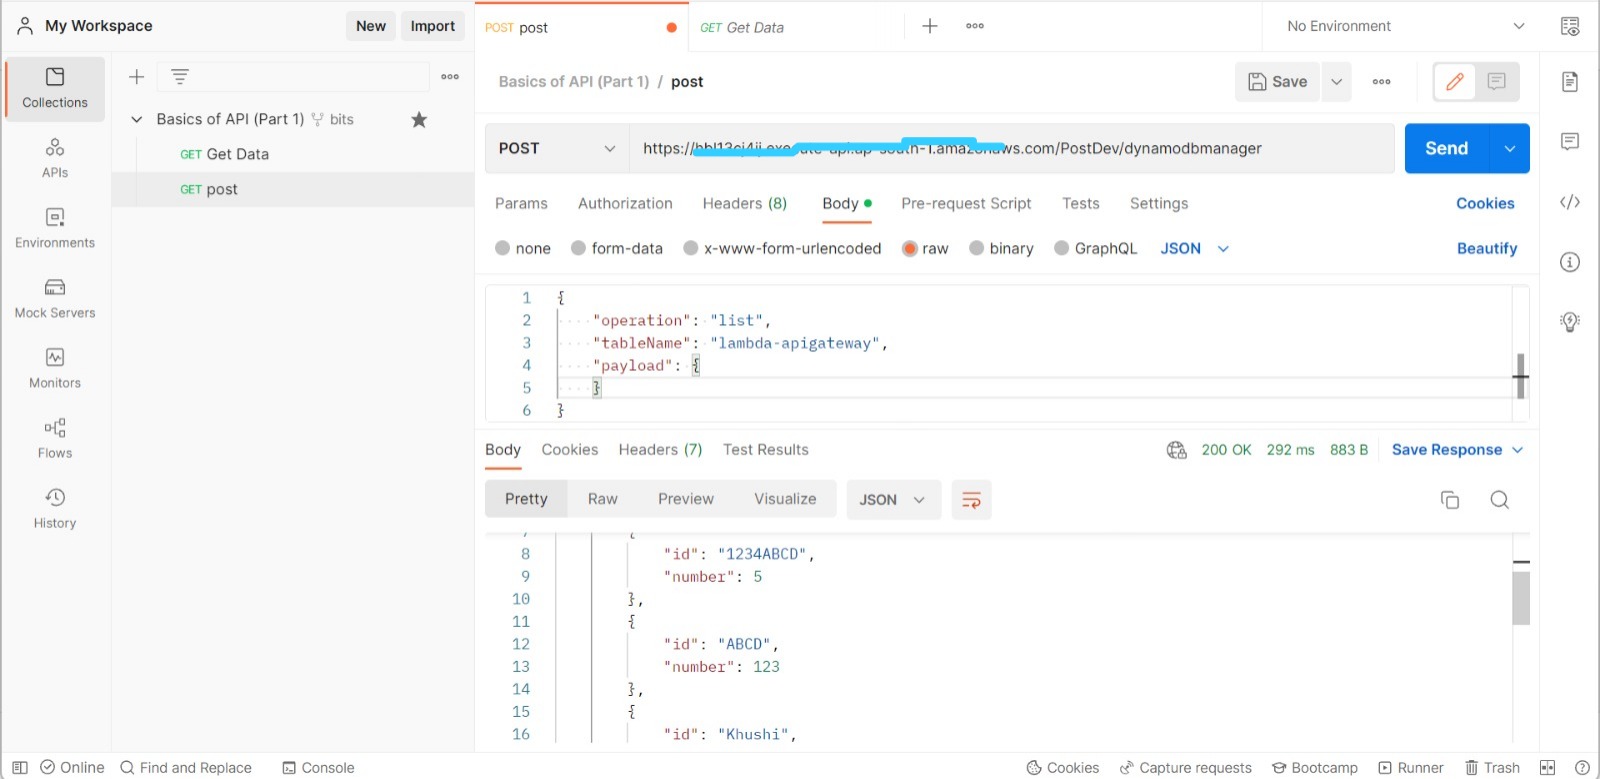 My Workspace
New
Import
POST post
GET Get Data
No Environment
Collections
APIs
Environments
Mock Servers
Monitors
Flows
History
Basics of API (Part 1) bits
GET Get Data
GET post
Basics of API (Part 1) / post
Save
POST
https:// south-1.amazonaws.com/PostDev/dynamodbmanager
Send
Params Authorization Headers (8) Body Pre-request Script Tests Settings Cookies
none form-data x-www-form-urlencoded raw binary GraphQL JSON Beautify
1 {
2 "operation": "list",
3 "tableName": "lambda-apigateway",
4 "payload": {
5 }
6 }
Body Cookies Headers (7) Test Results 200 OK 292 ms 883 B Save Response
Pretty Raw Preview Visualize JSON
7 {
8 "id": "1234ABCD",
9 "number": 5
10 },
11 {
12 "id": "ABCD",
13 "number": 123
14 },
15 {
16 "id": "Khushi",
Online Find and Replace Console Cookies Capture requests Bootcamp Runner Trash